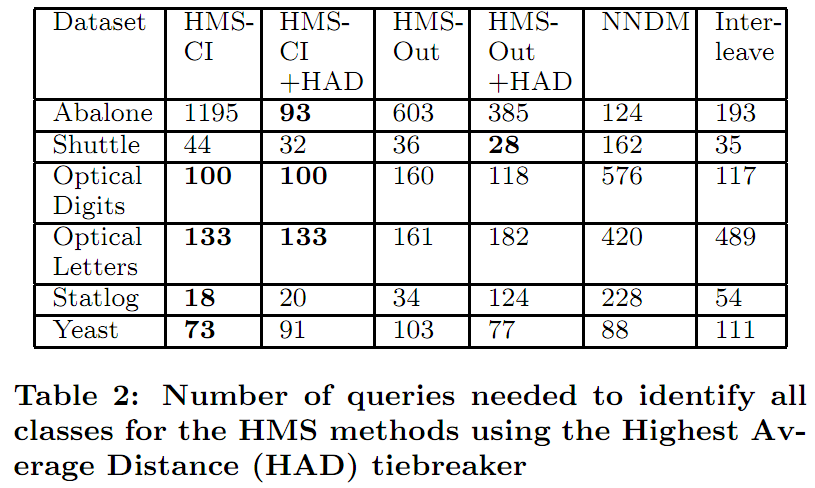 Dataset HMS-CI HMS-CI +HAD HMS-Out HMS-Out +HAD NNDM Inter-leave
Abalone 1195 93 603 385 124 193
Shuttle 44 32 36 28 162 35
Optical Digits 100 100 160 118 576 117
Optical Letters 133 133 161 182 420 489
Statlog 18 20 34 124 228 54
Yeast 73 91 103 77 88 111
Table 2: Number of queries needed to identify all
classes for the HMS methods using the Highest Av-
erage Distance (HAD) tiebreaker